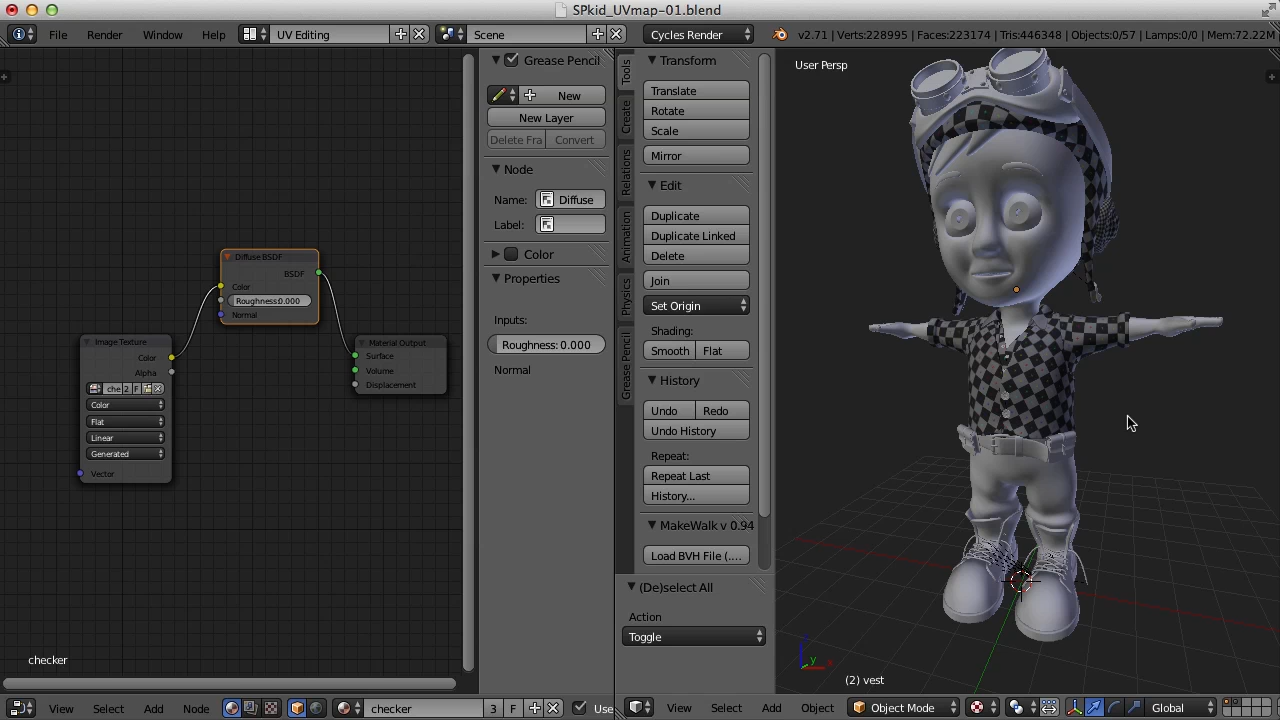 SPkid_UVmap-01.blend
File Render Window Help UV Editing Scene Cycles Render v2.71 | Verts:228995 | Faces:223174 | Tris:446348 | Objects:0/57 | Lamps:0/0 | Mem:72.22M
Diffuse BSDF
BSDF
Color
Roughness:0.000
Normal
Image Texture
Color
Alpha
che 2 F
Color
Flat
Linear
Generated
Vector
Material Output
Surface
Volume
Displacement
checker
Grease Pencil
New
New Layer
Delete Fra Convert
Node
Name: Diffuse
Label:
Color
Properties
Inputs:
Roughness: 0.000
Normal
Tools
Create
Relations
Animation
Physics
Grease Pencil
Transform
Translate
Rotate
Scale
Mirror
Edit
Duplicate
Duplicate Linked
Delete
Join
Set Origin
Shading:
Smooth Flat
History
Undo Redo
Undo History
Repeat:
Repeat Last
History...
MakeWalk v 0.94
Load BVH File (....
(De)select All
Action
Toggle
User Persp
z
y
x
(2) vest
View Select Add Node checker 3 F Use
View Select Add Object Object Mode Global